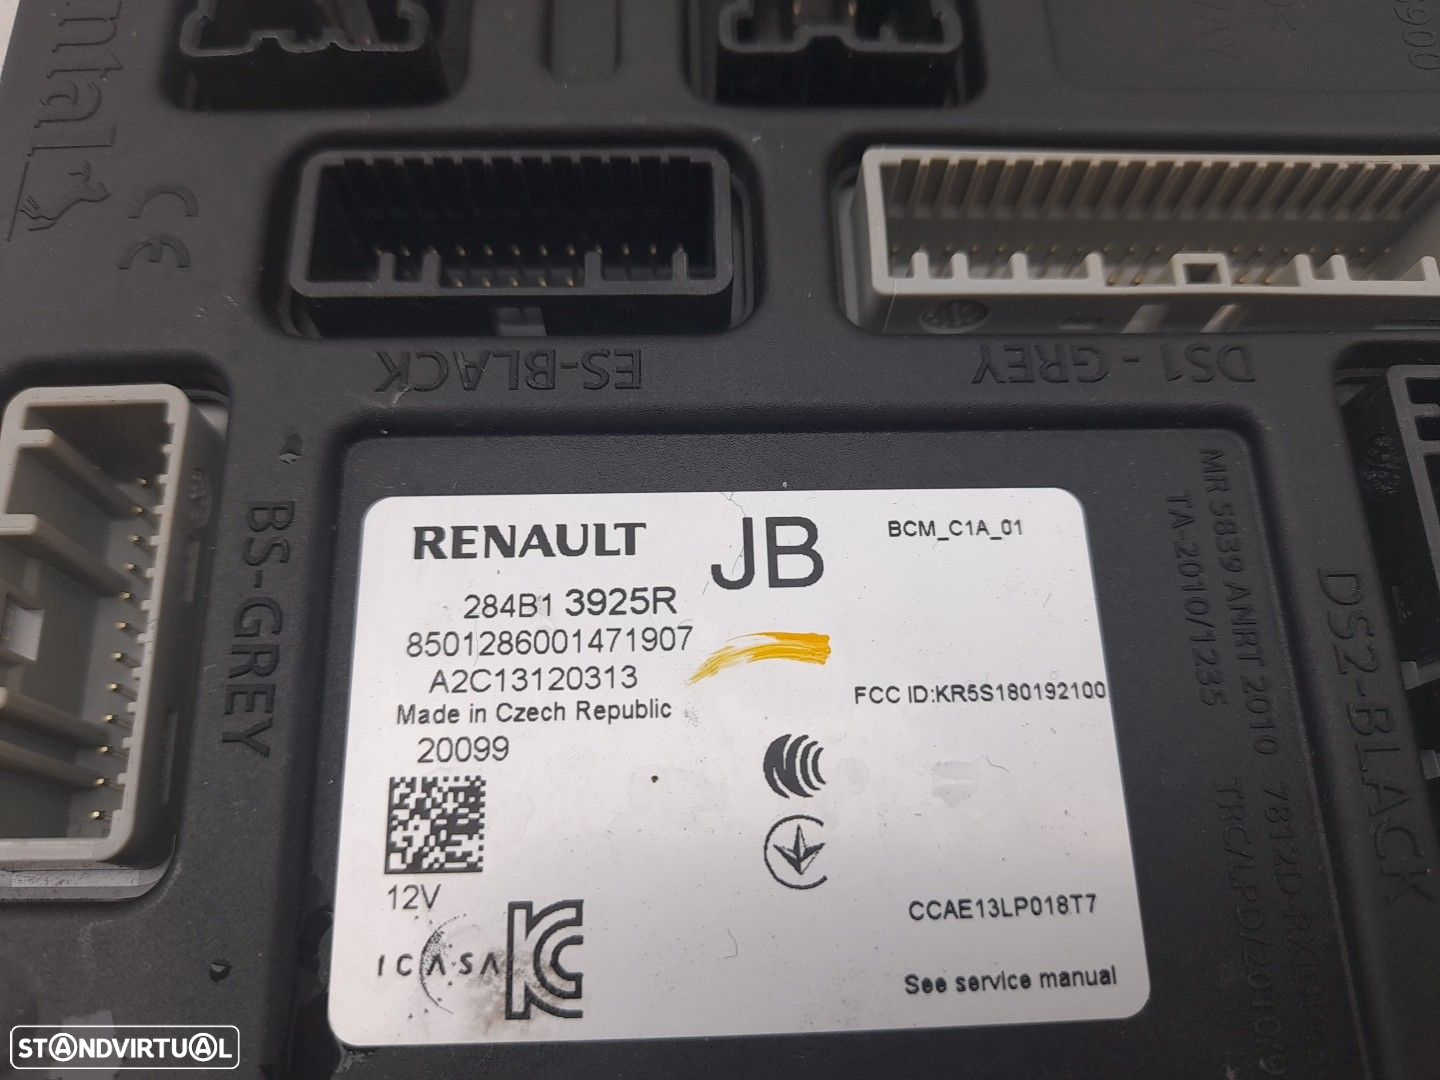 ntal
CE
ES-BLACK
DS1 - GREY
BS-GREY
DS2-BLACK
RENAULT
JB
BCM_C1A_01
284B1 3925R
8501286001471907
A2C13120313
Made in Czech Republic
20099
FCC ID:KR5S180192100
12V
ICASA
CCAE13LP018T7
See service manual
MR 5839 ANRT 2010
TA-2010/1235
STANDVIRTUAL